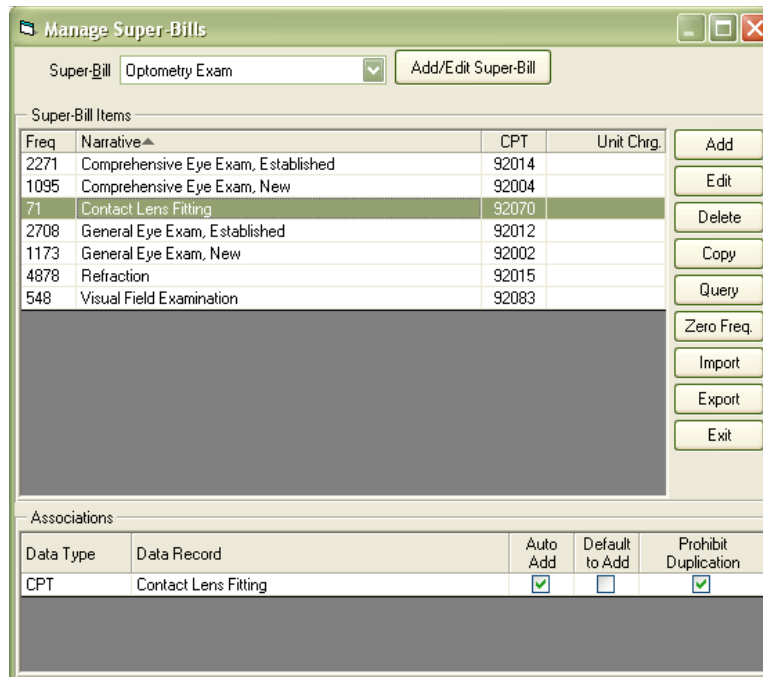 Manage Super-Bills
Super-Bill Optometry Exam Add/Edit Super-Bill
Super-Bill Items
Freq Narrative CPT Unit Chrg.
2271 Comprehensive Eye Exam, Established 92014
1095 Comprehensive Eye Exam, New 92004
71 Contact Lens Fitting 92070
2708 General Eye Exam, Established 92012
1173 General Eye Exam, New 92002
4878 Refraction 92015
548 Visual Field Examination 92083
Add
Edit
Delete
Copy
Query
Zero Freq.
Import
Export
Exit
Associations
Data Type Data Record Auto Add Default to Add Prohibit Duplication
CPT Contact Lens Fitting